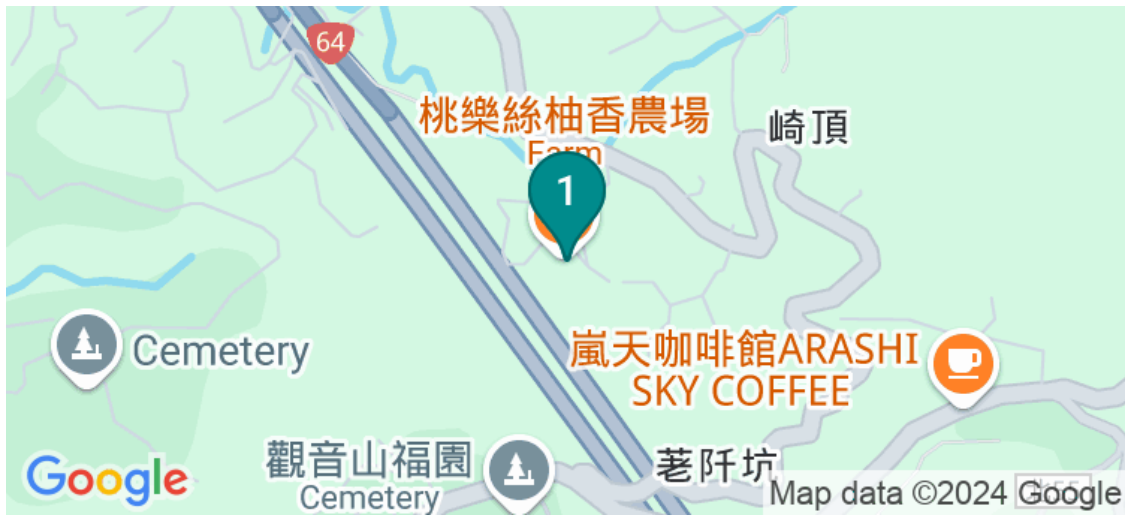 64
桃樂絲柚香農場
Farm
崎頂
1
Cemetery
嵐天咖啡館ARASHI
SKY COFFEE
觀音山福園
Cemetery
荖阡坑
Google
Map data ©2024 Google